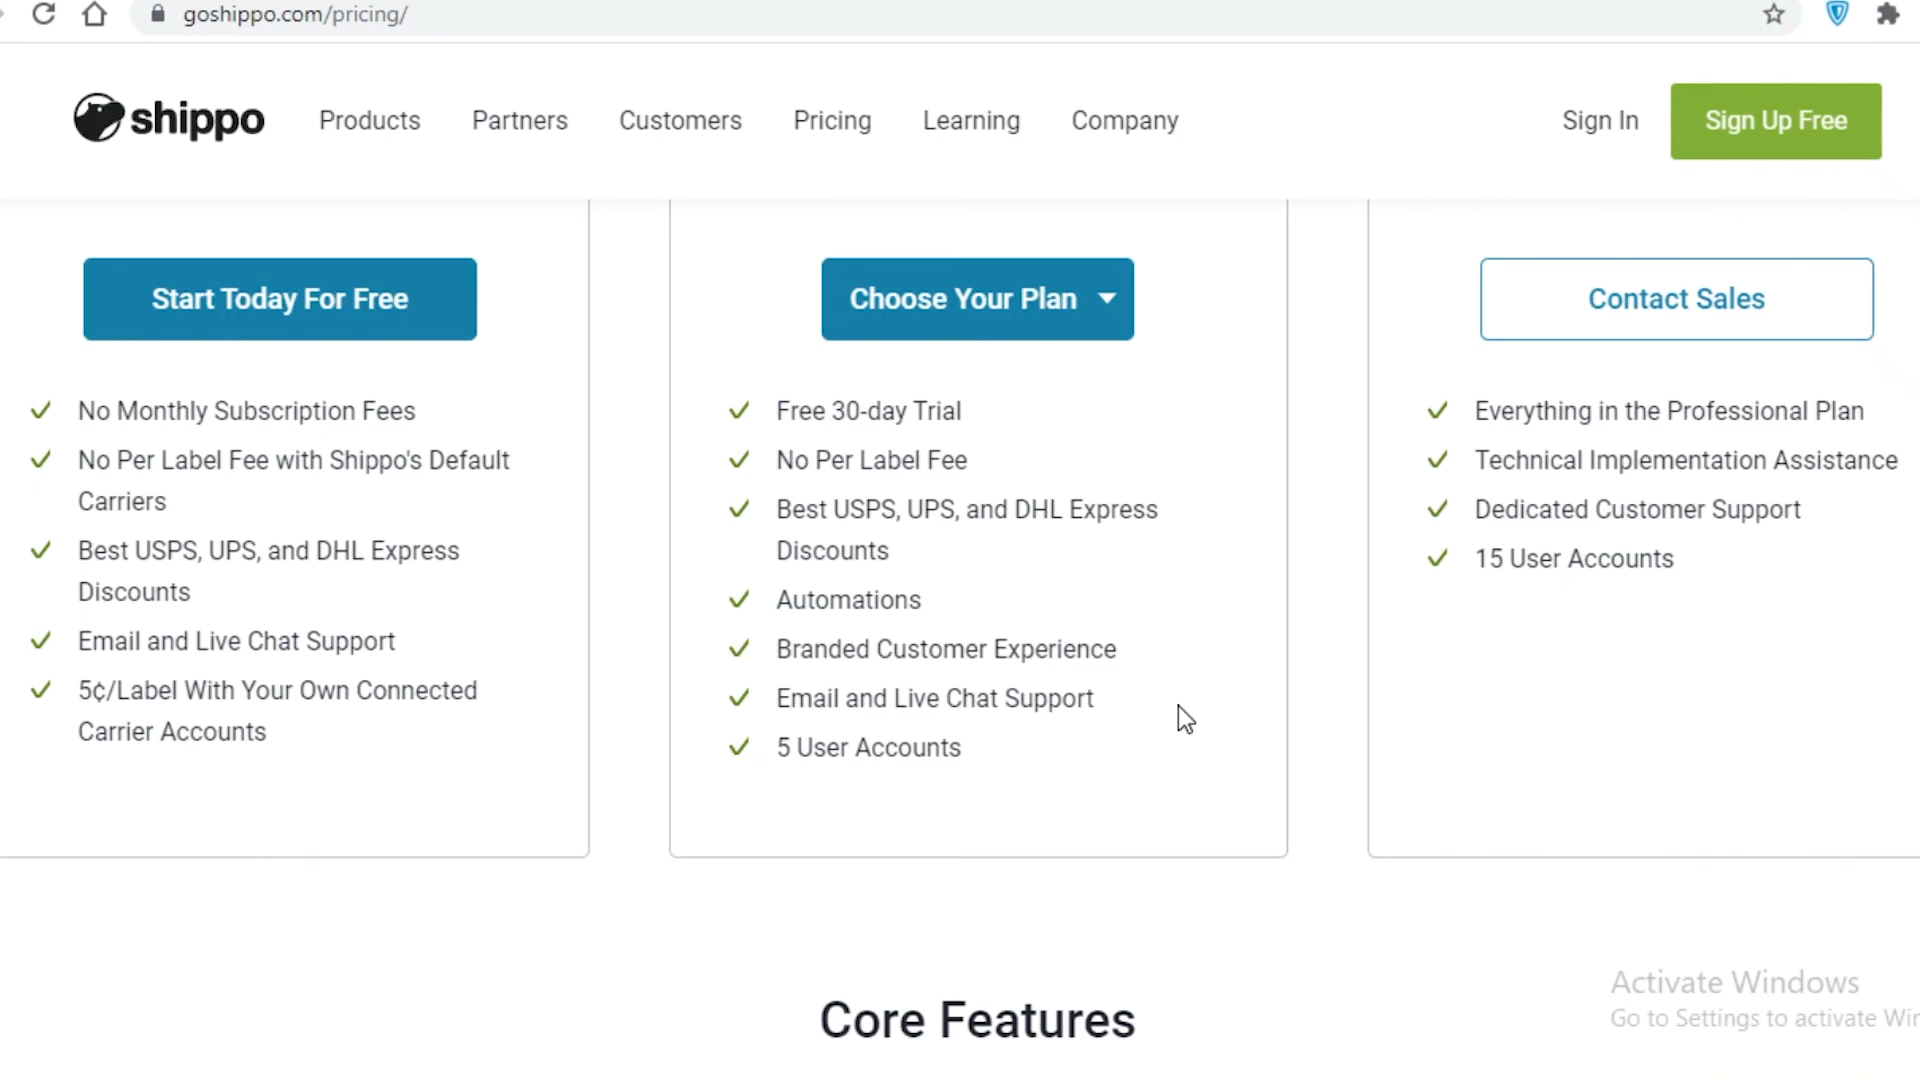 goshippo.com/pricing/
shippo
Products
Partners
Customers
Pricing
Learning
Company
Sign In
Sign Up Free
Start Today For Free
No Monthly Subscription Fees
No Per Label Fee with Shippo's Default
Carriers
Best USPS, UPS, and DHL Express
Discounts
Email and Live Chat Support
5¢/Label With Your Own Connected
Carrier Accounts
Choose Your Plan
Free 30-day Trial
No Per Label Fee
Best USPS, UPS, and DHL Express
Discounts
Automations
Branded Customer Experience
Email and Live Chat Support
5 User Accounts
Contact Sales
Everything in the Professional Plan
Technical Implementation Assistance
Dedicated Customer Support
15 User Accounts
Core Features
Activate Windows
Go to Settings to activate Wi